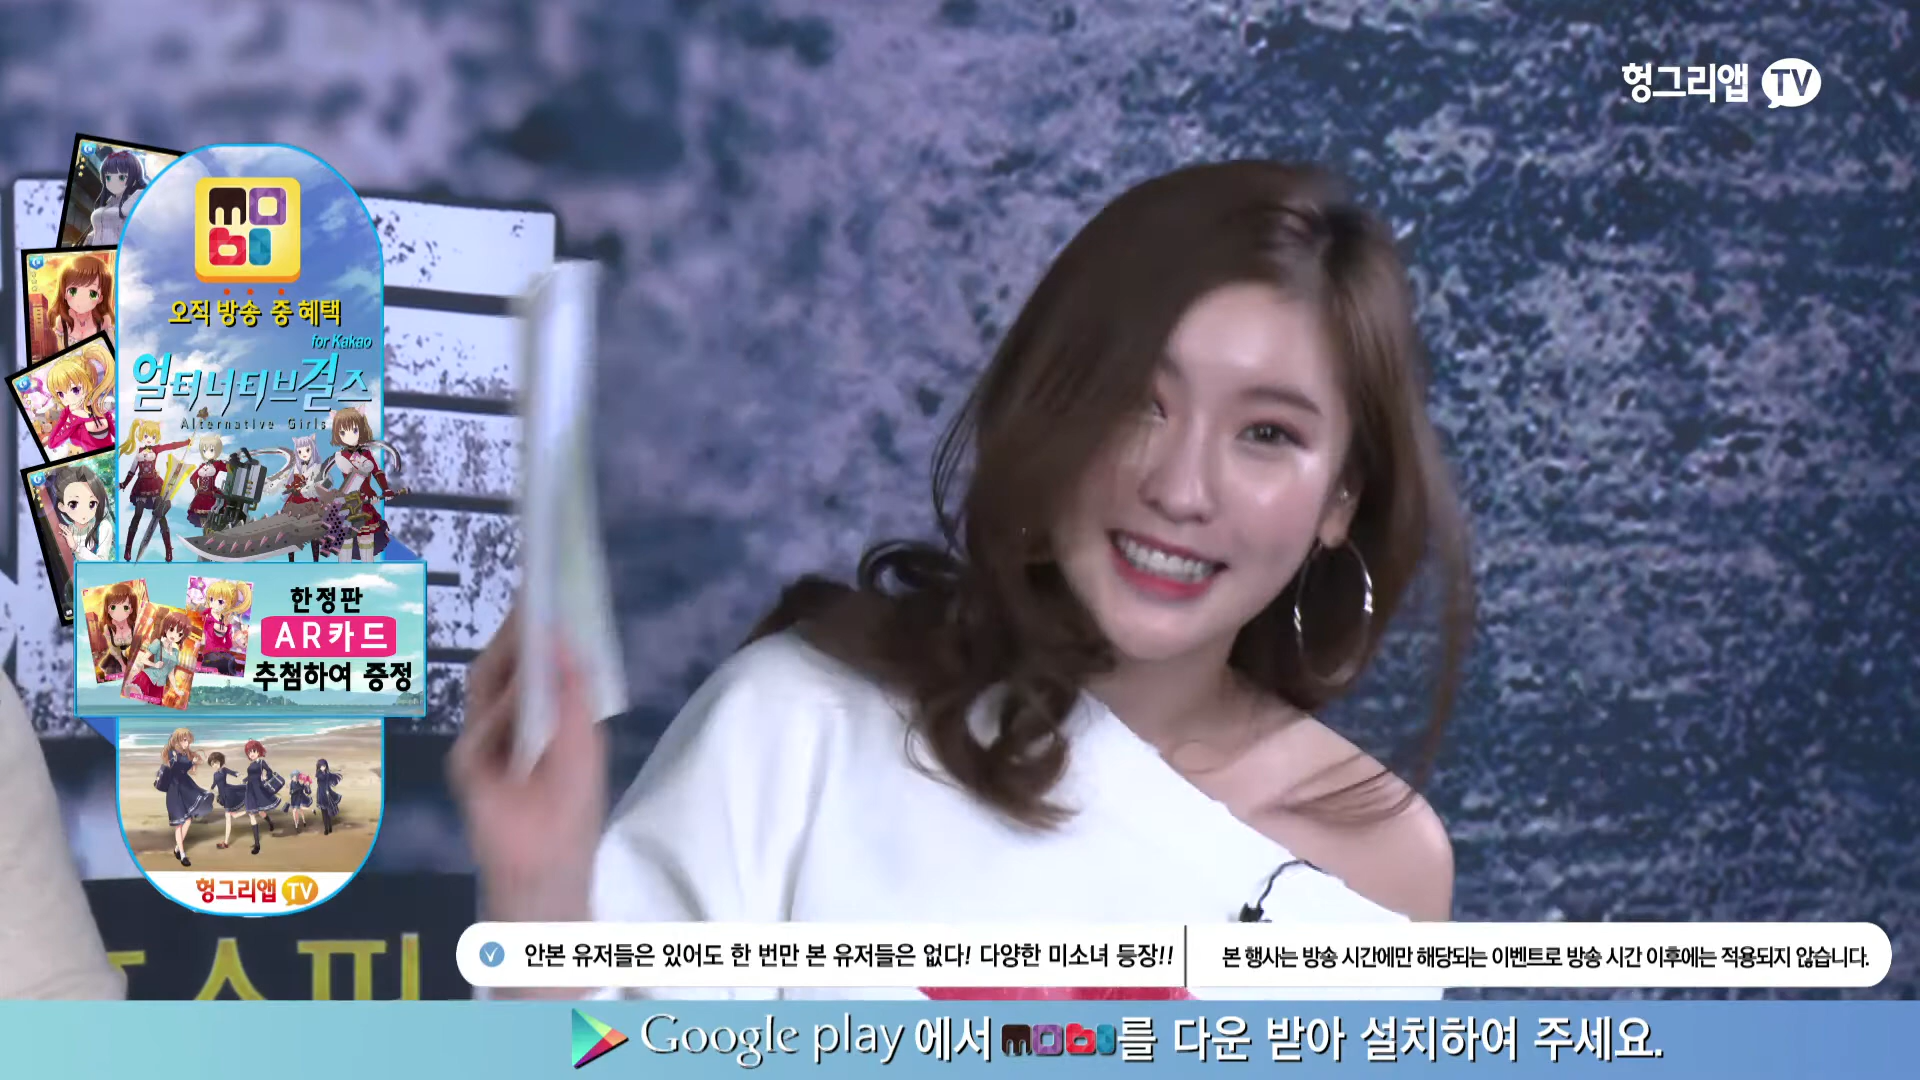 헝그리앱 TV
mobi
오직 방송 중 혜택
for Kakao
얼터너티브걸즈
Alternative Girls
한정판
AR카드
추첨하여 증정
헝그리앱 TV
스피
안본 유저들은 있어도 한 번만 본 유저들은 없다! 다양한 미소녀 등장!!
본 행사는 방송 시간에만 해당되는 이벤트로 방송 시간 이후에는 적용되지 않습니다.
Google play 에서 mobi를 다운 받아 설치하여 주세요.